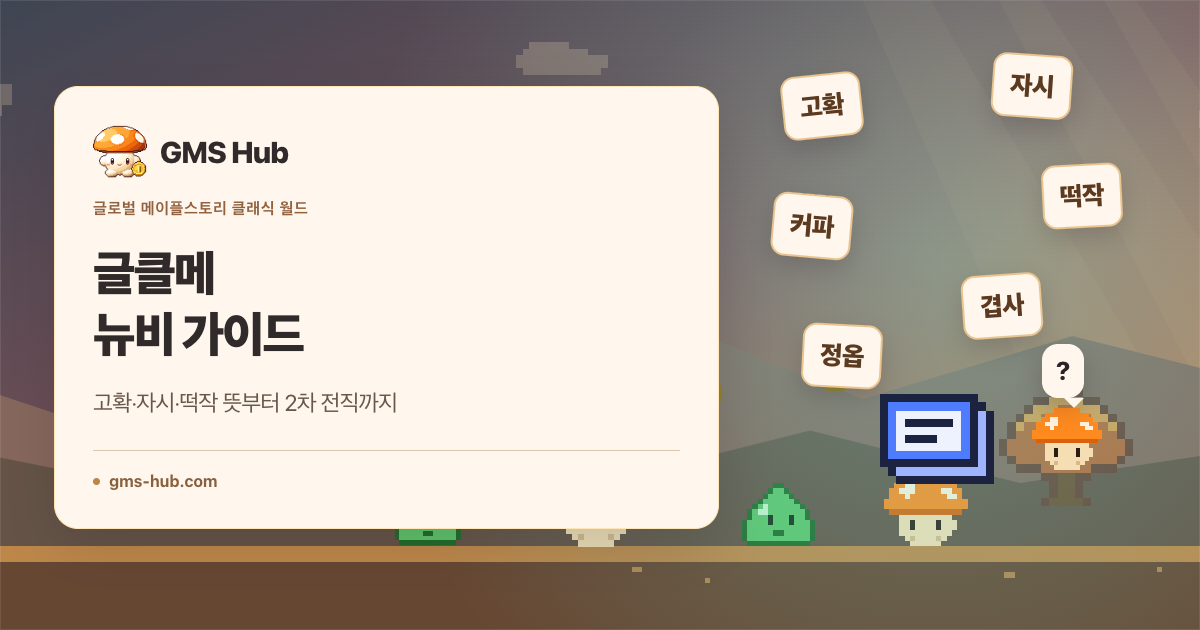 GMS Hub
글로벌 메이플스토리 클래식 월드
글클메
뉴비 가이드
고확·자시·떡작 뜻부터 2차 전직까지
gms-hub.com
고확
자시
떡작
커파
겹사
정옵
?